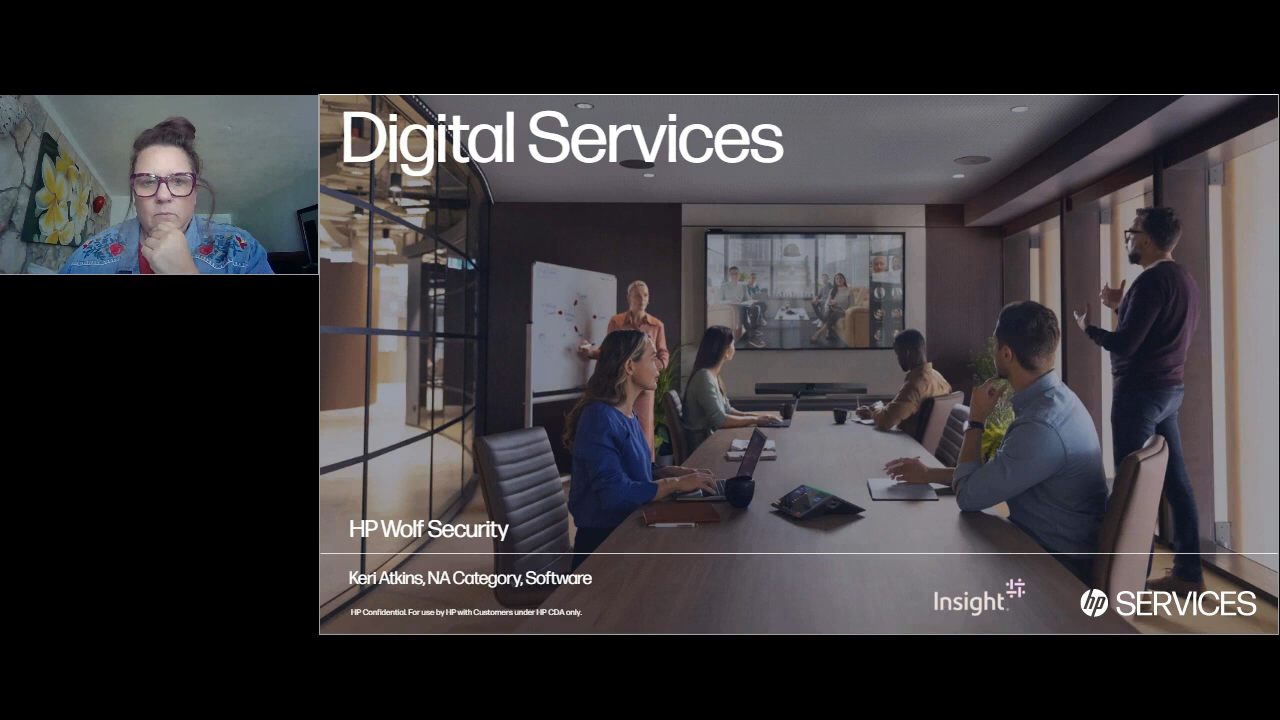 Digital Services
HP Wolf Security
Keri Atkins, NA Category, Software
HP Confidential. For use by HP with Customers under HP CDA only.
Insight
hp SERVICES